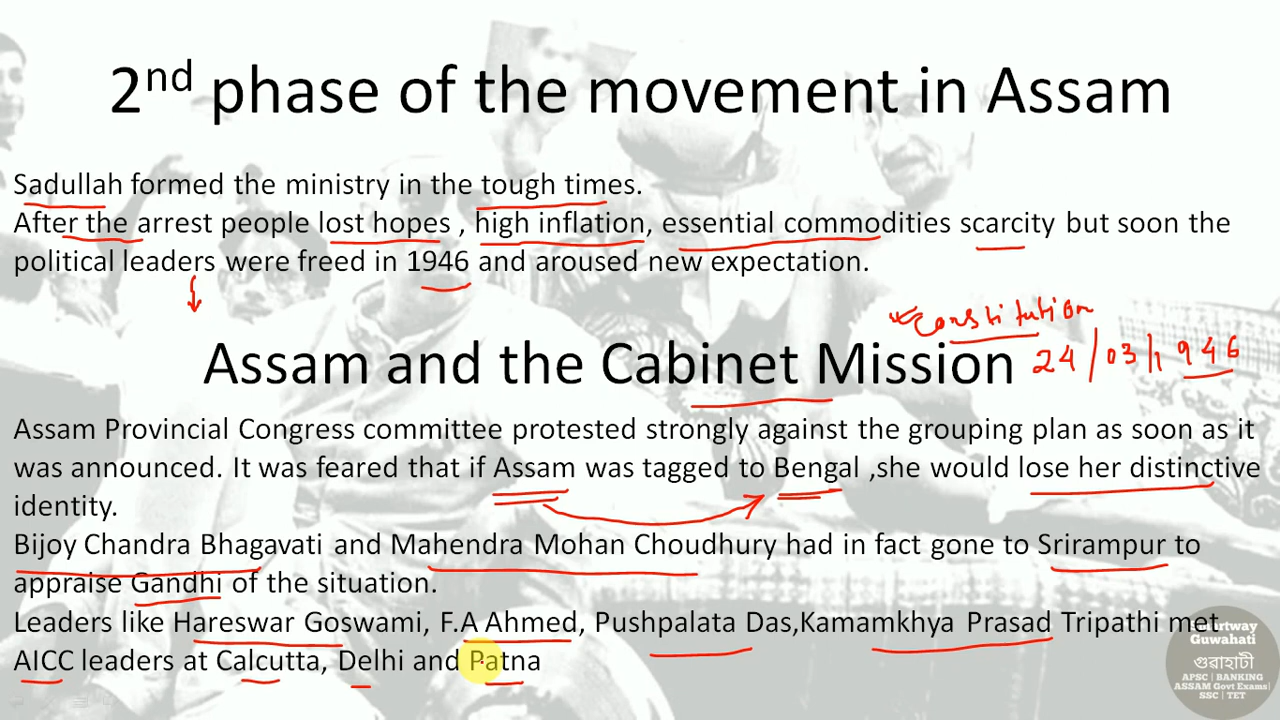 2nd phase of the movement in Assam
Sadullah formed the ministry in the tough times.
After the arrest people lost hopes , high inflation, essential commodities scarcity but soon the
political leaders were freed in 1946 and aroused new expectation.
Constitution
Assam and the Cabinet Mission 24/03/1946
Assam Provincial Congress committee protested strongly against the grouping plan as soon as it
was announced. It was feared that if Assam was tagged to Bengal ,she would lose her distinctive
identity.
Bijoy Chandra Bhagavati and Mahendra Mohan Choudhury had in fact gone to Srirampur to
appraise Gandhi of the situation.
Leaders like Hareswar Goswami, F.A Ahmed, Pushpalata Das,Kamamkhya Prasad Tripathi met
AICC leaders at Calcutta, Delhi and Patna
Guwahati
গুৱাহাটী
APSC | BANKING
ASSAM Govt Exams|
SSC | TET